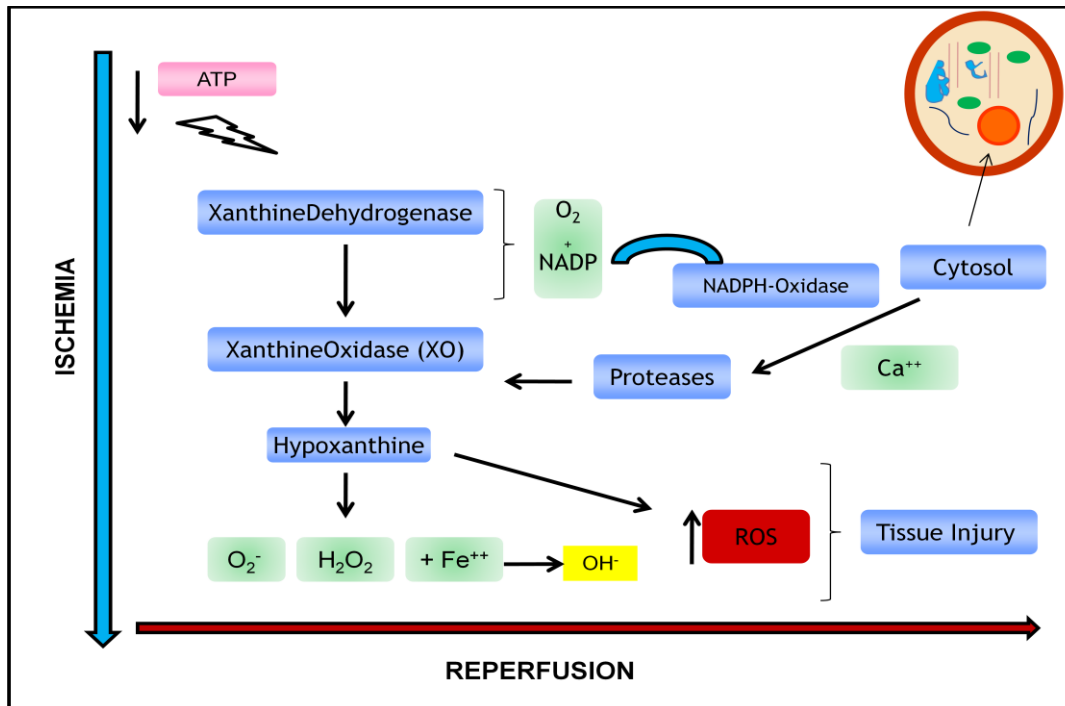 ATP
XanthineDehydrogenase
O₂
+
NADP
NADPH-Oxidase
Cytosol
XanthineOxidase (XO)
Proteases
Ca⁺⁺
Hypoxanthine
ROS
Tissue Injury
O₂⁻
H₂O₂
+ Fe⁺⁺
OH⁻
ISCHEMIA
REPERFUSION